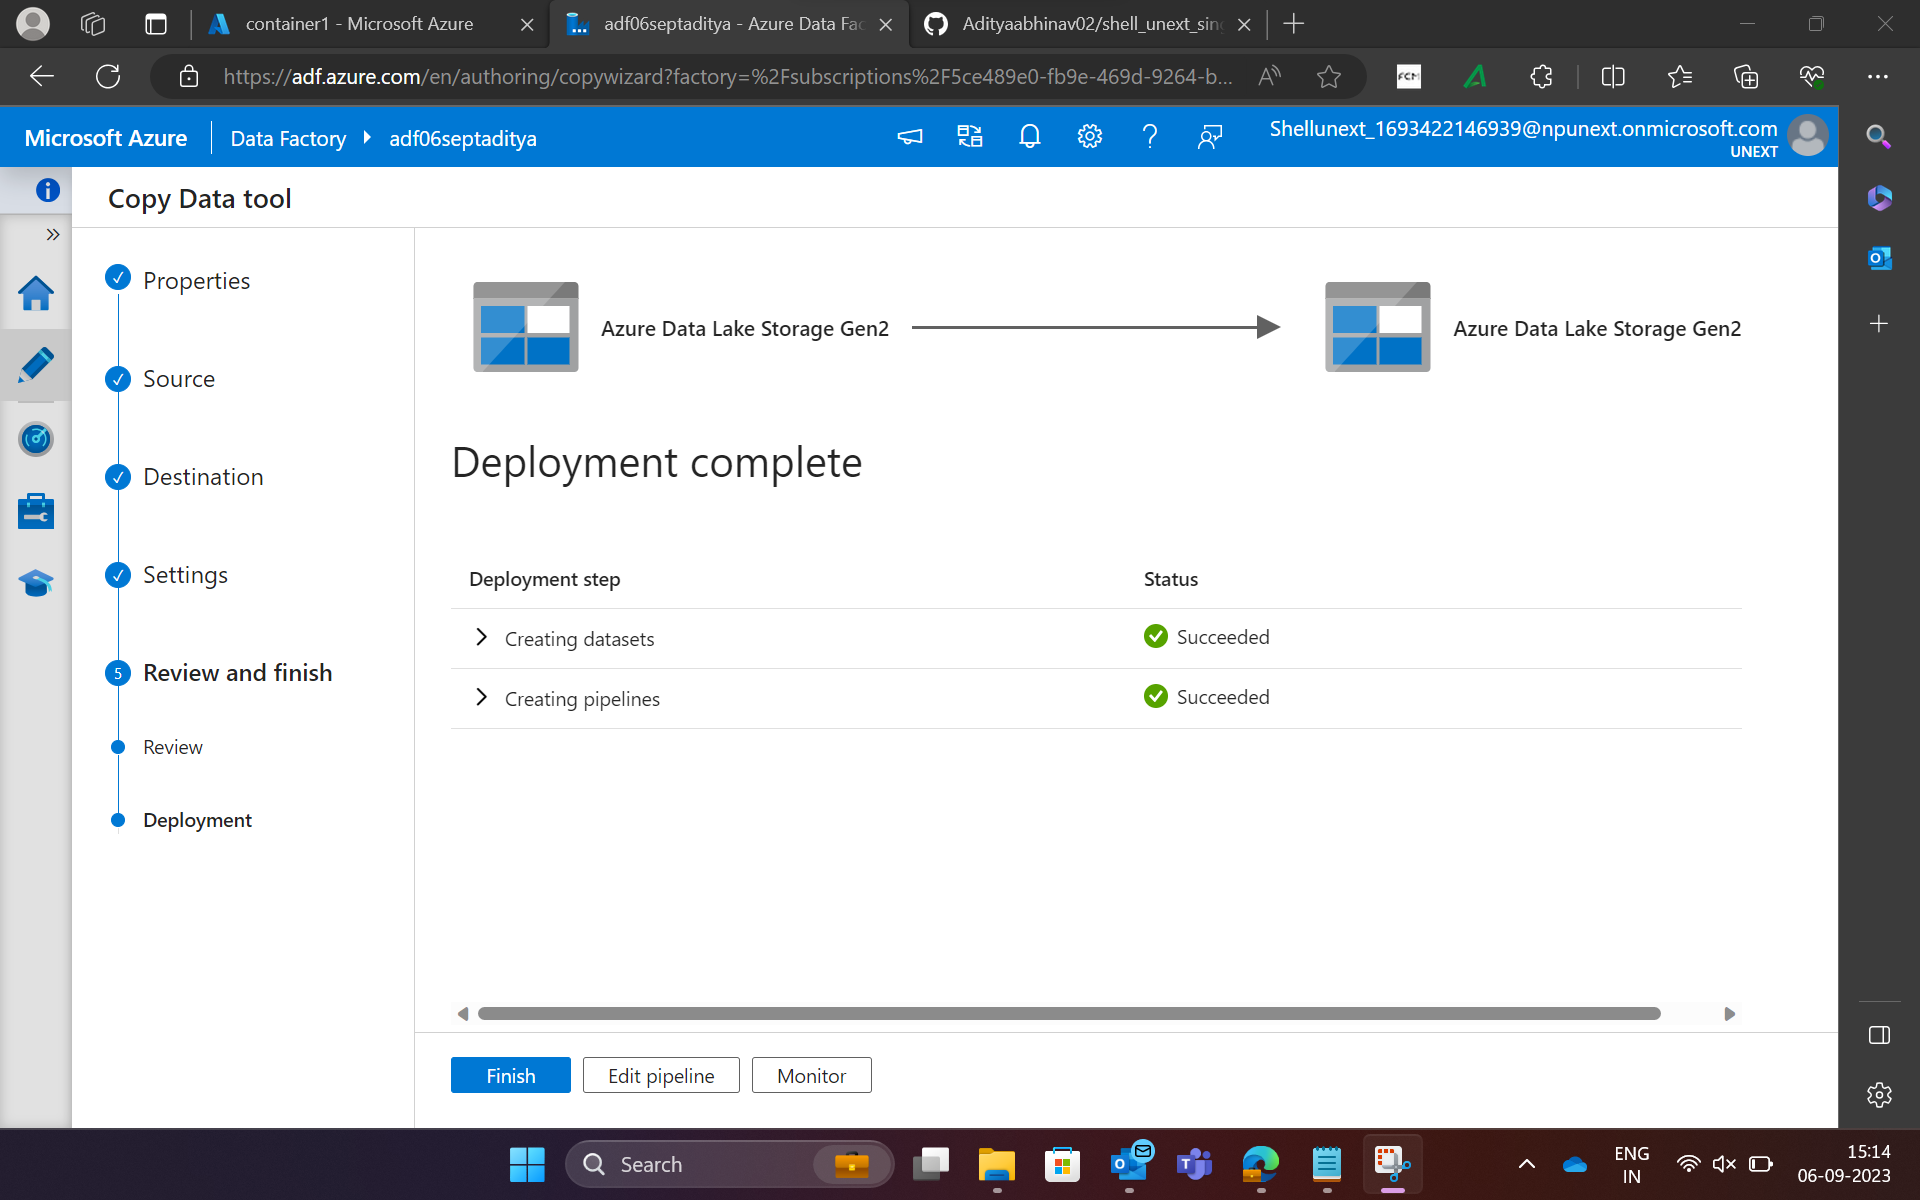 container1 - Microsoft Azure
adf06septaditya - Azure Data Fac
Adityaabhinav02/shell_unext_sin
https://adf.azure.com/en/authoring/copywizard?factory=%2Fsubscriptions%2F5ce489e0-fb9e-469d-9264-b...
FCM
Microsoft Azure
Data Factory
adf06septaditya
Shellunext_1693422146939@npunext.onmicrosoft.com
UNEXT
Copy Data tool
Properties
Source
Destination
Settings
5
Review and finish
Review
Deployment
Azure Data Lake Storage Gen2
Azure Data Lake Storage Gen2
Deployment complete
Deployment step
Status
Creating datasets
Succeeded
Creating pipelines
Succeeded
Finish
Edit pipeline
Monitor
Search
ENG
IN
15:14
06-09-2023